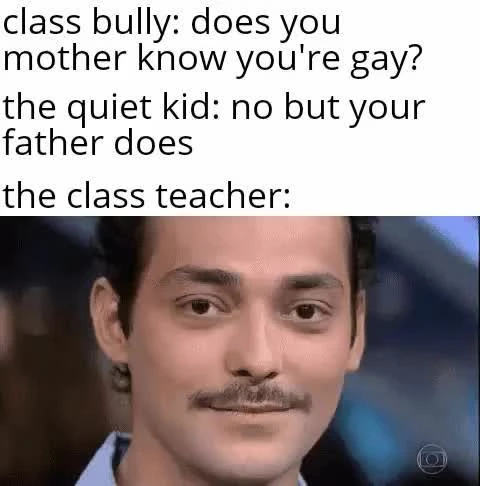 class bully: does you
mother know you're gay?
the quiet kid: no but your
father does
the class teacher: